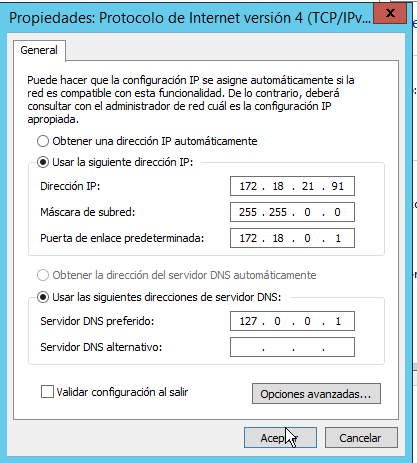 Propiedades: Protocolo de Internet versión 4 (TCP/IPv...
General
Puede hacer que la configuración IP se asigne automáticamente si la
red es compatible con esta funcionalidad. De lo contrario, deberá
consultar con el administrador de red cuál es la configuración IP
apropiada.
Obtener una dirección IP automáticamente
Usar la siguiente dirección IP:
Dirección IP: 172 . 18 . 21 . 91
Máscara de subred: 255 . 255 . 0 . 0
Puerta de enlace predeterminada: 172 . 18 . 0 . 1
Obtener la dirección del servidor DNS automáticamente
Usar las siguientes direcciones de servidor DNS:
Servidor DNS preferido: 127 . 0 . 0 . 1
Servidor DNS alternativo: . . .
Validar configuración al salir
Opciones avanzadas...
Aceptar Cancelar